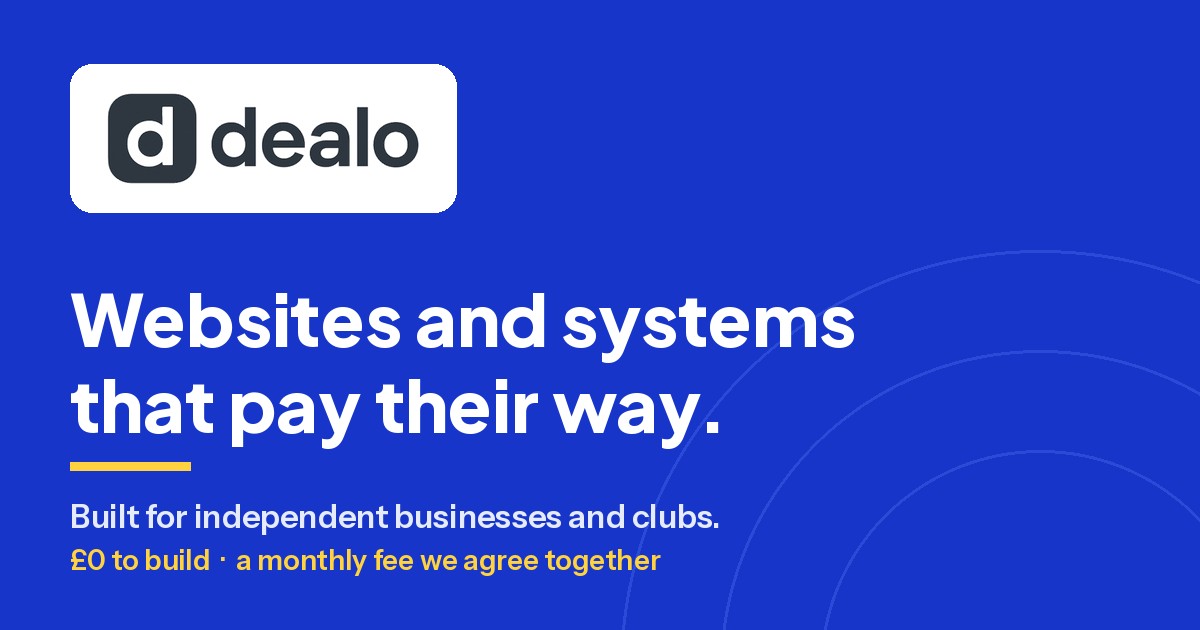 d dealo
Websites and systems
that pay their way.
Built for independent businesses and clubs.
£0 to build · a monthly fee we agree together